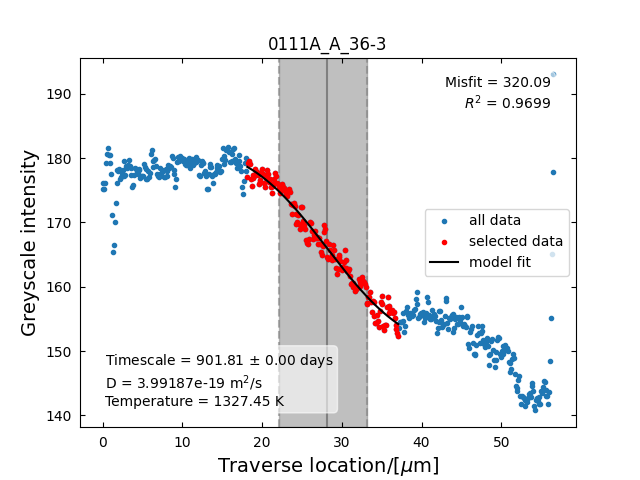 0111A_A_36-3
Misfit = 320.09
R² = 0.9699
190
180
170
160
150
140
Greyscale intensity
all data
selected data
model fit
Timescale = 901.81 ± 0.00 days
D = 3.99187e-19 m²/s
Temperature = 1327.45 K
0 10 20 30 40 50
Traverse location/[μm]